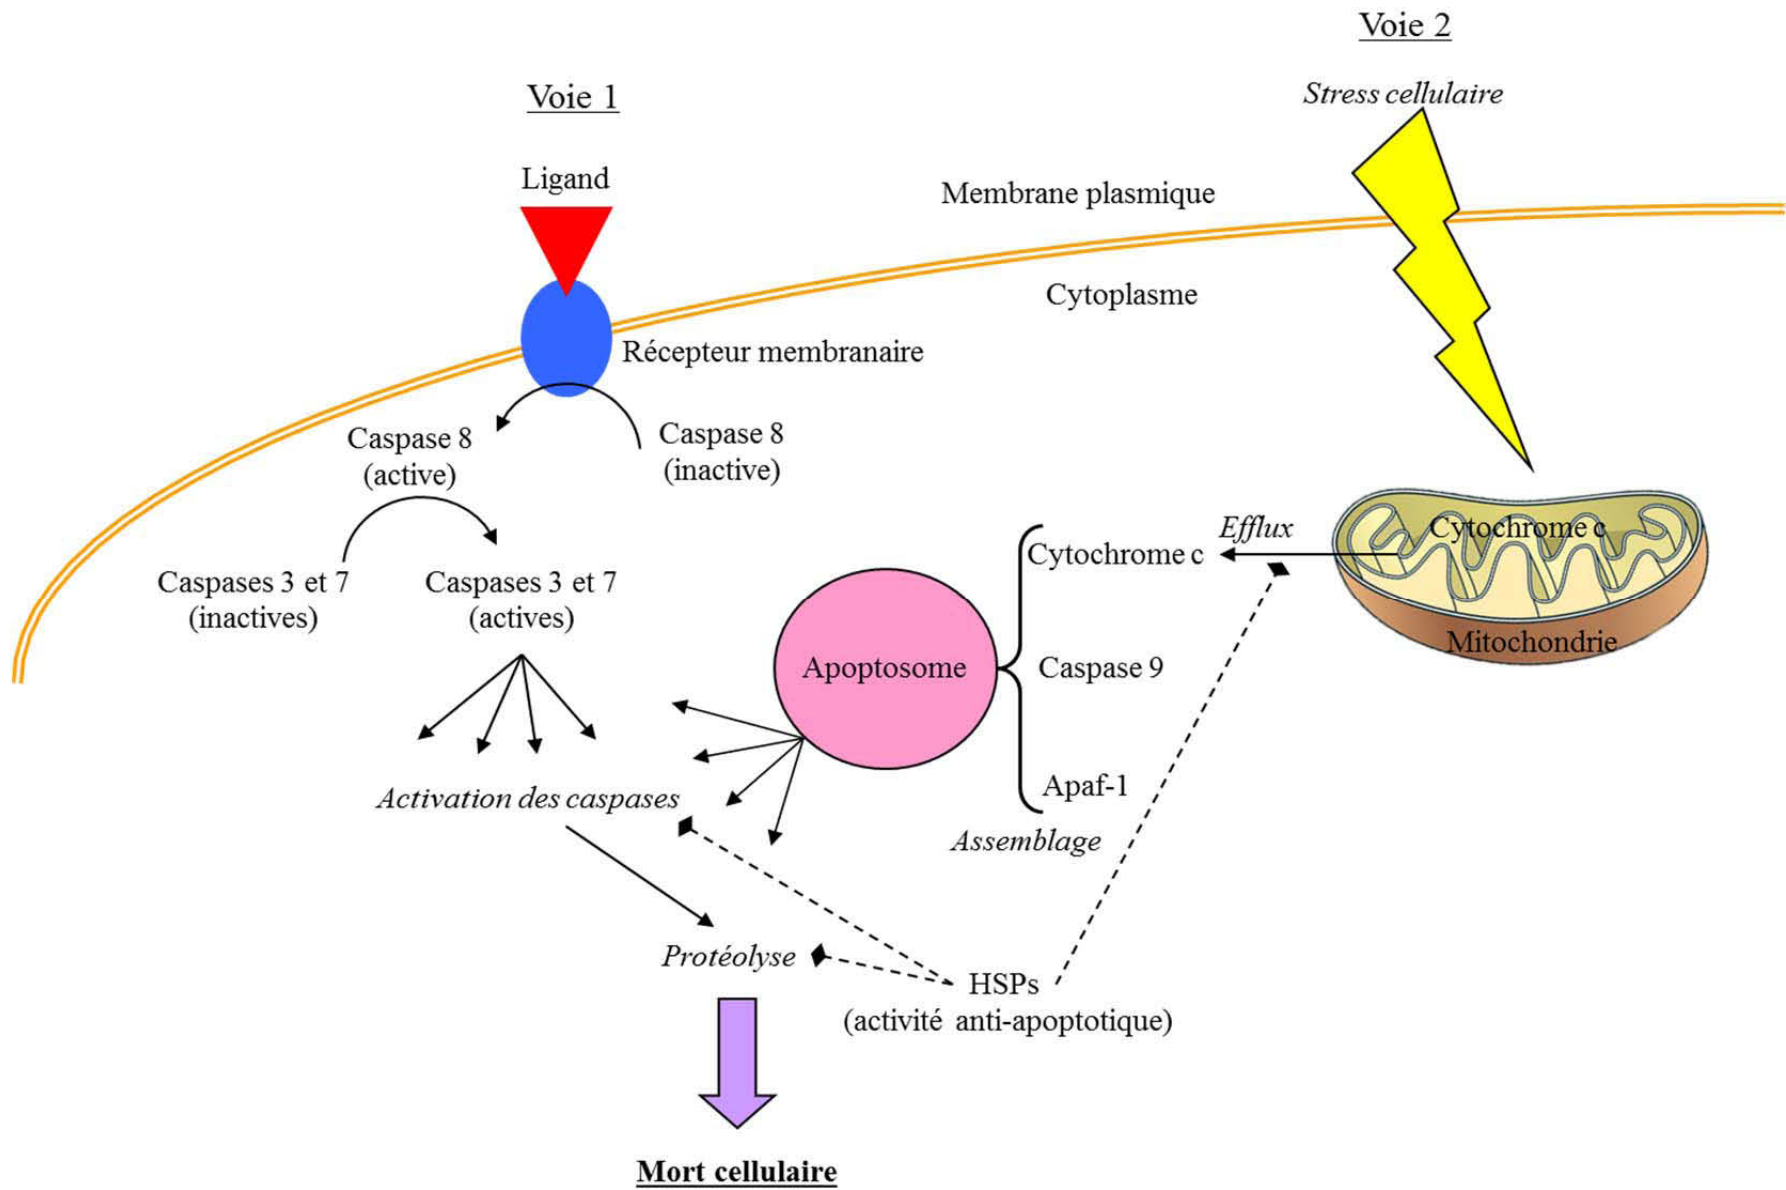 Voie 2
Stress cellulaire
Voie 1
Ligand
Membrane plasmique
Cytoplasme
Récepteur membranaire
Caspase 8
(active)
Caspase 8
(inactive)
Caspases 3 et 7
(inactives)
Caspases 3 et 7
(actives)
Efflux
Cytochrome c
Cytochrome c
Mitochondrie
Apoptosome
Caspase 9
Apaf-1
Assemblage
Activation des caspases
Protéolyse
HSPs
(activité anti-apoptotique)
Mort cellulaire